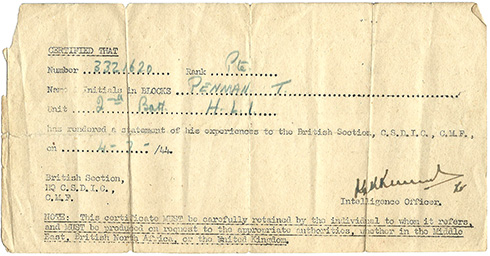 CERTIFIED THAT
Number 3321620 Rank Pte
Name & Initials in BLOCKS PENMAN T
Unit 2nd Batt H.L.I.
has rendered a statement of his experiences to the British Section, C.S.D.I.C., C.M.F.,
on 4-7- /44
British Section,
HQ C.S.D.I.C.,
C.M.F.
Intelligence Officer.
NOTE: This certificate MUST be carefully retained by the individual to whom it refers,
and MUST be produced on request to the appropriate authorities, whether in the Middle
East, British North Africa, or the United Kingdom.